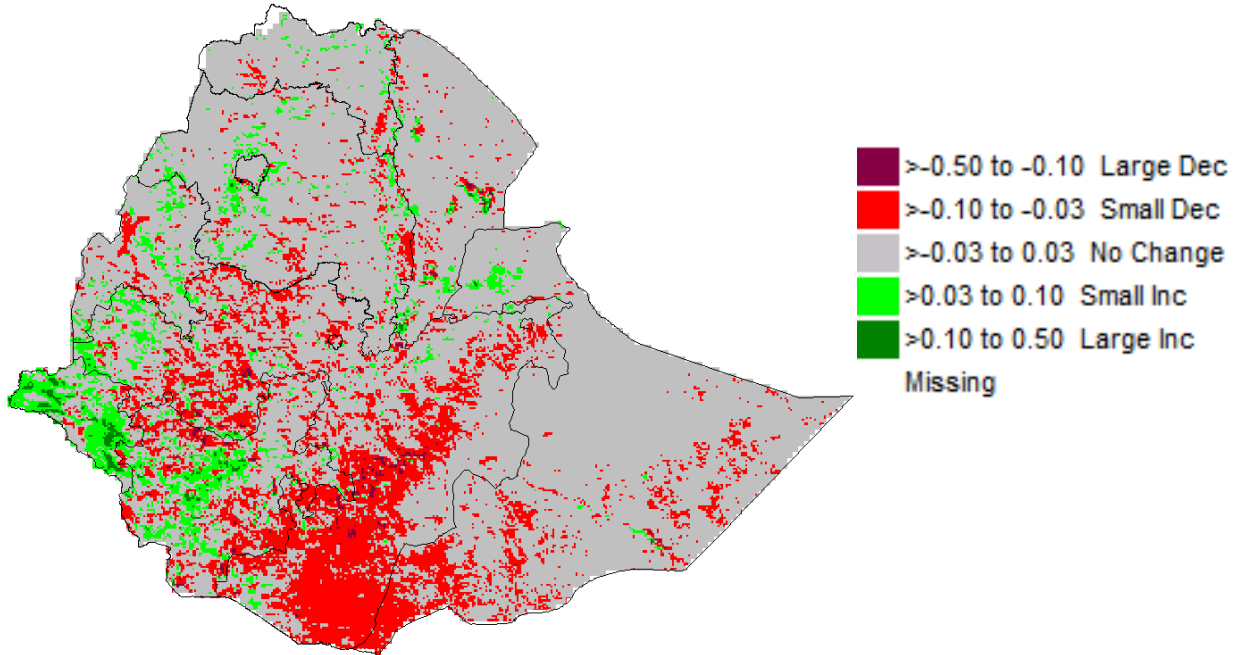 >-0.50 to -0.10 Large Dec
>-0.10 to -0.03 Small Dec
>-0.03 to 0.03 No Change
>0.03 to 0.10 Small Inc
>0.10 to 0.50 Large Inc
Missing